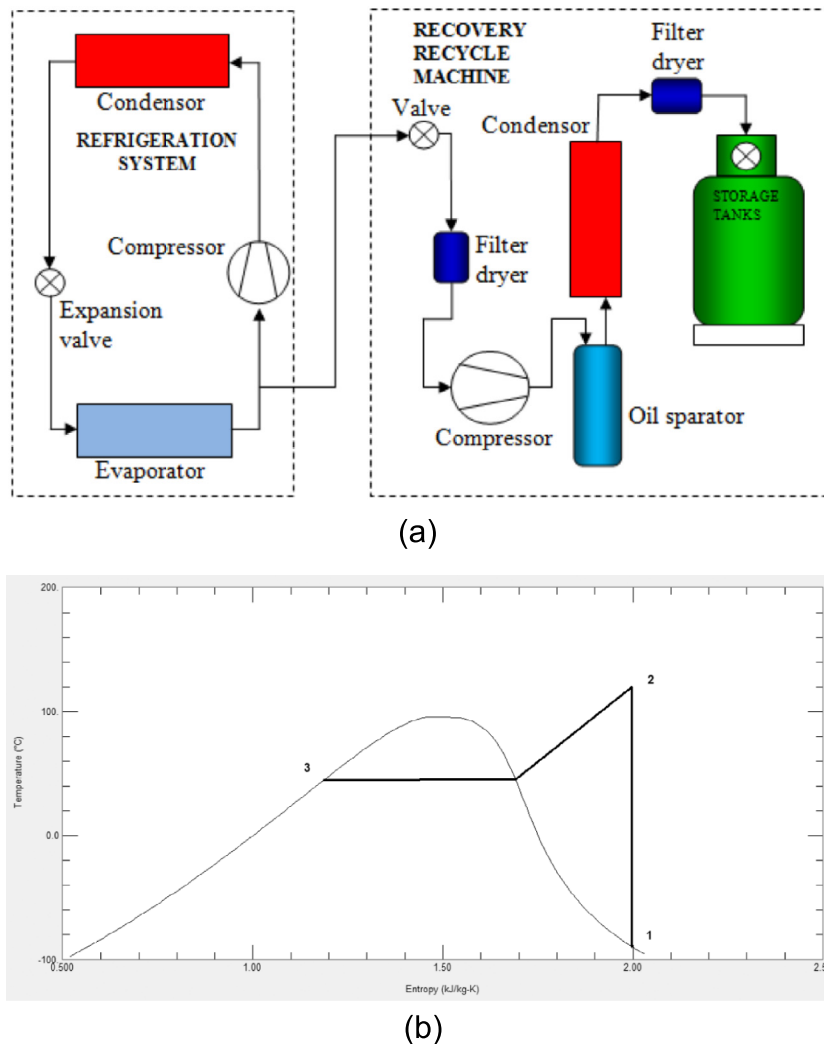 RECOVERY
RECYCLE
MACHINE
Filter
dryer
Condensor
Valve
Condensor
REFRIGERATION
SYSTEM
STORAGE
TANKS
Compressor
Filter
dryer
Expansion
valve
Oil sparator
Compressor
Evaporator
(a)
200.
2
100.
3
Temperature (°C)
0.0
1
-100.
0.500
1.00
1.50
2.00
2.5
Entropy (kJ/kg-K)
(b)